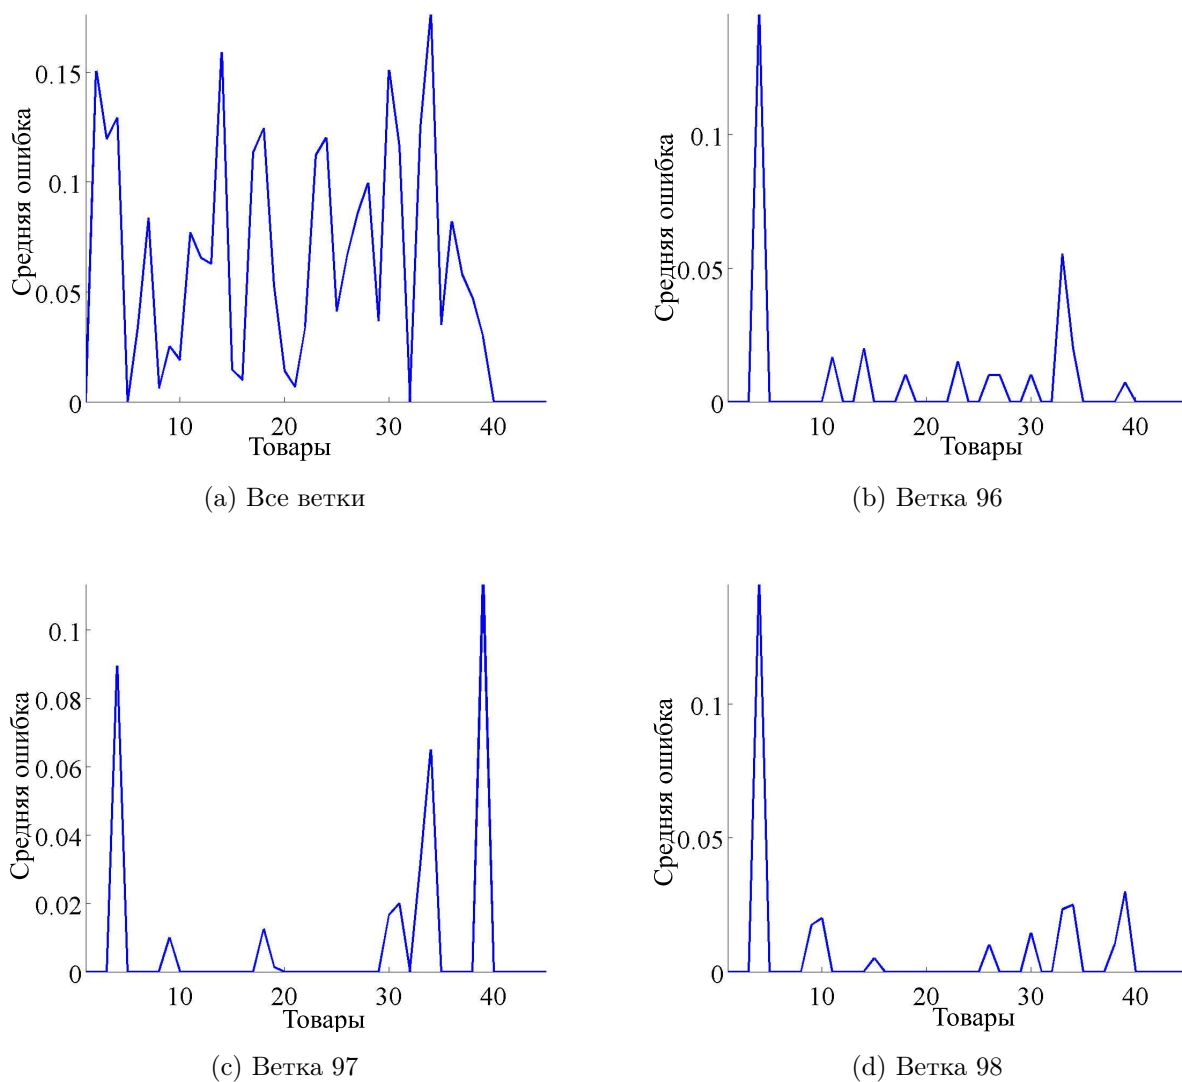 Средняя ошибка
0.15
0.1
0.05
0
10 20 30 40
Товары
(a) Все ветки
Средняя ошибка
0.1
0.05
0
10 20 30 40
Товары
(b) Ветка 96
Средняя ошибка
0.1
0.08
0.06
0.04
0.02
0
10 20 30 40
Товары
(c) Ветка 97
Средняя ошибка
0.1
0.05
0
10 20 30 40
Товары
(d) Ветка 98